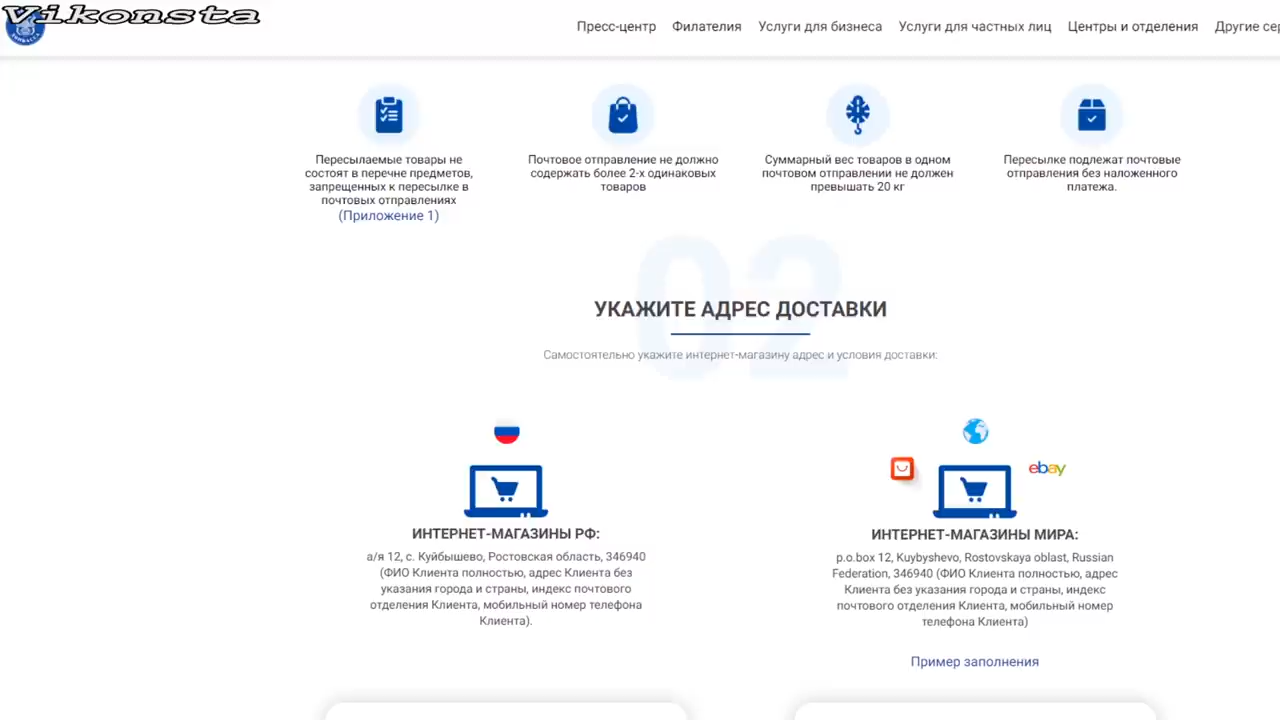 Vikonsta
Пресс-центр Филателия Услуги для бизнеса Услуги для частных лиц Центры и отделения Другие сер
Пересылаемые товары не
состоят в перечне предметов,
запрещенных к пересылке в
почтовых отправлениях
(Приложение 1)
Почтовое отправление не должно
содержать более 2-х одинаковых
товаров
Суммарный вес товаров в одном
почтовом отправлении не должен
превышать 20 кг
Пересылке подлежат почтовые
отправления без наложенного
платежа.
02
УКАЖИТЕ АДРЕС ДОСТАВКИ
Самостоятельно укажите интернет-магазину адрес и условия доставки:
ИНТЕРНЕТ-МАГАЗИНЫ РФ:
а/я 12, с. Куйбышево, Ростовская область, 346940
(ФИО Клиента полностью, адрес Клиента без
указания города и страны, индекс почтового
отделения Клиента, мобильный номер телефона
Клиента).
ebay
ИНТЕРНЕТ-МАГАЗИНЫ МИРА:
p.o.box 12, Kuybyshevo, Rostovskaya oblast, Russian
Federation, 346940 (ФИО Клиента полностью, адрес
Клиента без указания города и страны, индекс
почтового отделения Клиента, мобильный номер
телефона Клиента)
Пример заполнения